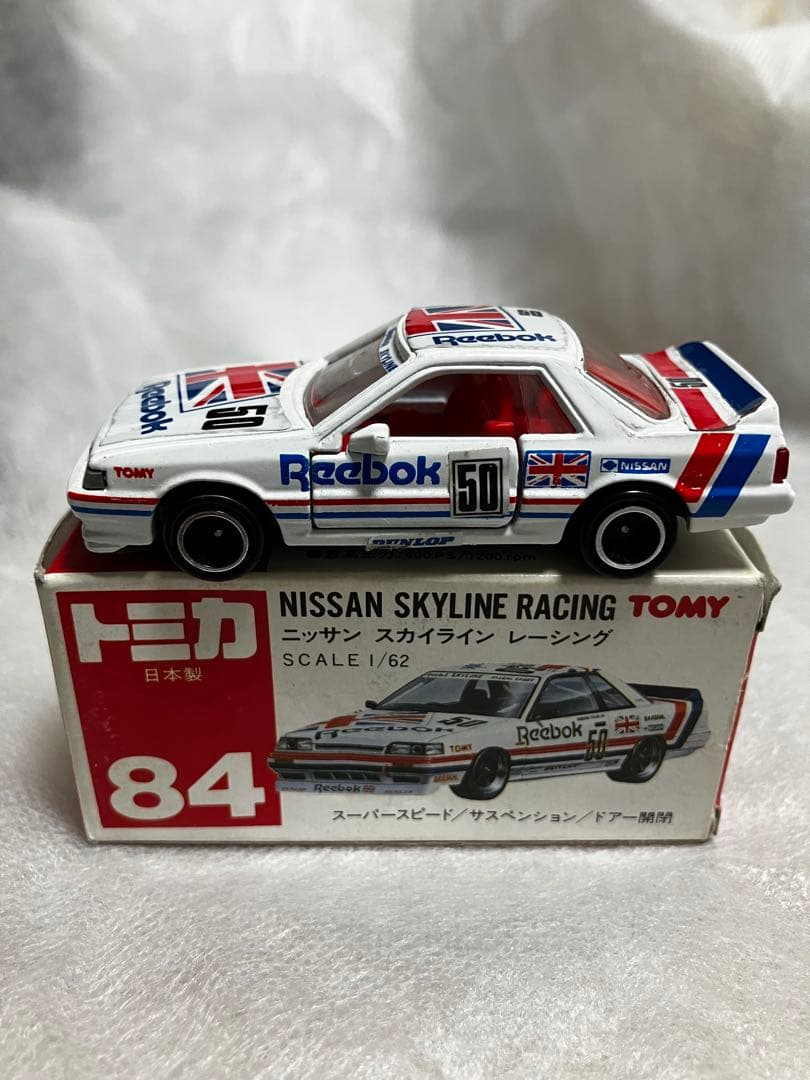 Reebok
50
Reebok
50
TOMY
Reebok
50
NISSAN
DUNLOP
トミカ
日本製
84
NISSAN SKYLINE RACING TOMY
ニッサン スカイライン レーシング
SCALE 1/62
50
Reebok
50
TOMY
Reebok
スーパースピード/サスペンション/ドアー開閉